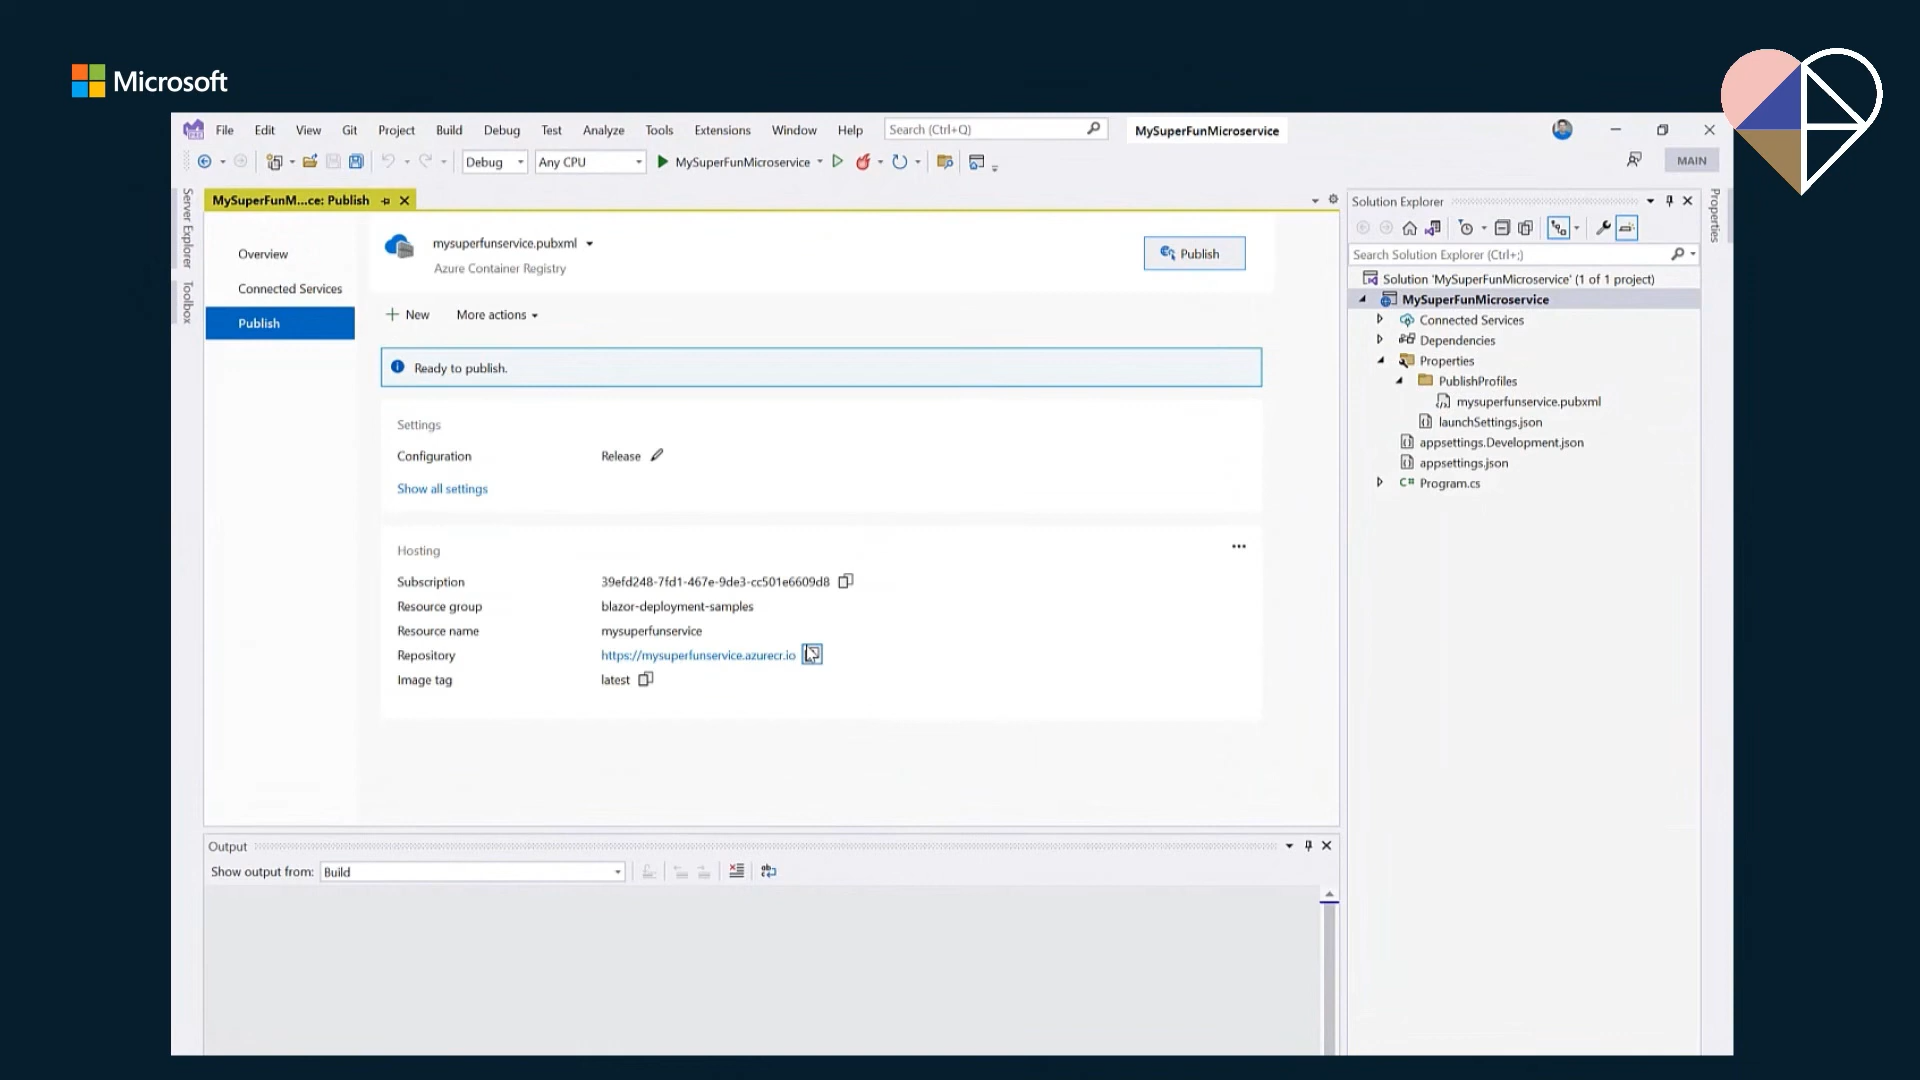 Microsoft
File Edit View Git Project Build Debug Test Analyze Tools Extensions Window Help Search (Ctrl+Q) MySuperFunMicroservice
Debug Any CPU MySuperFunMicroservice MAIN
Server Explorer
Toolbox
MySuperFunM...ce: Publish
Overview
Connected Services
Publish
mysuperfunservice.pubxml
Azure Container Registry
Publish
New More actions
Ready to publish.
Settings
Configuration Release
Show all settings
Hosting
Subscription 39efd248-7fd1-467e-9de3-cc501e6609d8
Resource group blazor-deployment-samples
Resource name mysuperfunservice
Repository https://mysuperfunservice.azurecr.io
Image tag latest
Output
Show output from: Build
Solution Explorer
Search Solution Explorer (Ctrl+;)
Solution 'MySuperFunMicroservice' (1 of 1 project)
MySuperFunMicroservice
Connected Services
Dependencies
Properties
PublishProfiles
mysuperfunservice.pubxml
launchSettings.json
appsettings.Development.json
appsettings.json
C# Program.cs
Properties